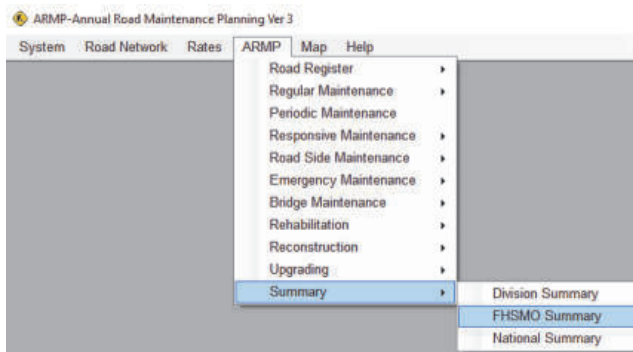 ARMP-Annual Road Maintenance Planning Ver 3
System Road Network Rates ARMP Map Help
Road Register
Regular Maintenance
Periodic Maintenance
Responsive Maintenance
Road Side Maintenance
Emergency Maintenance
Bridge Maintenance
Rehabilitation
Reconstruction
Upgrading
Summary
Division Summary
FHSMO Summary
National Summary